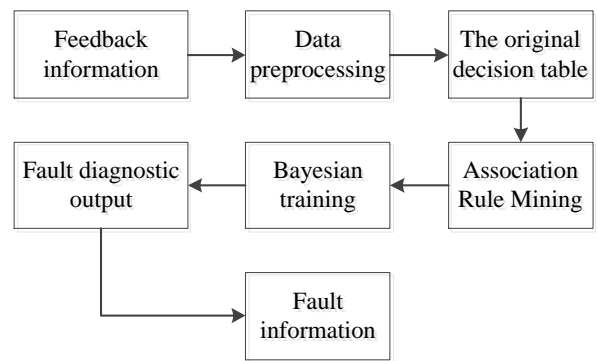 Feedback
information
Data
preprocessing
The original
decision table
Association
Rule Mining
Bayesian
training
Fault diagnostic
output
Fault
information